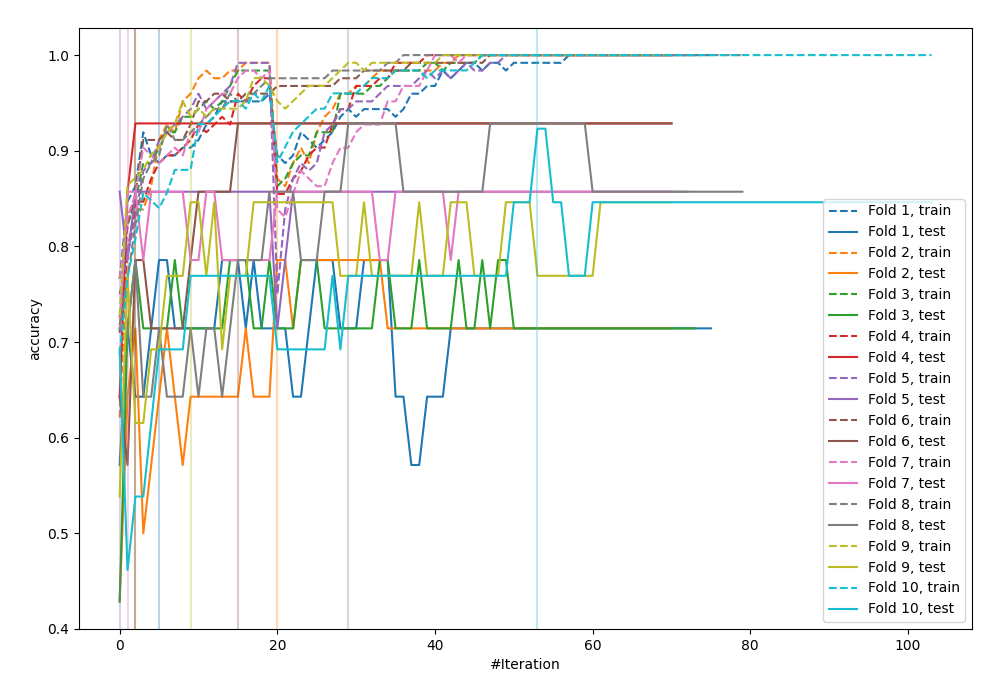 1.0
0.9
0.8
0.7
0.6
0.5
0.4
accuracy
0
20
40
60
80
100
#Iteration
Fold 1, train
Fold 1, test
Fold 2, train
Fold 2, test
Fold 3, train
Fold 3, test
Fold 4, train
Fold 4, test
Fold 5, train
Fold 5, test
Fold 6, train
Fold 6, test
Fold 7, train
Fold 7, test
Fold 8, train
Fold 8, test
Fold 9, train
Fold 9, test
Fold 10, train
Fold 10, test